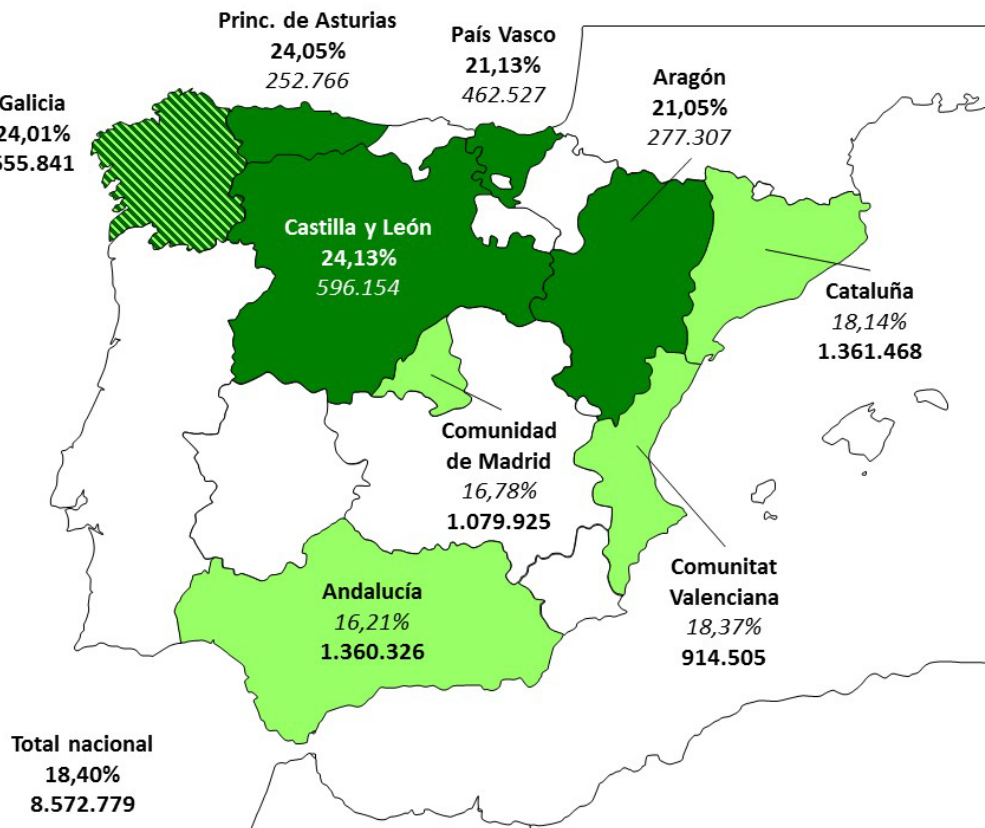 Princ. de Asturias
24,05%
252.766
País Vasco
21,13%
462.527
Aragón
21,05%
277.307
Galicia
24,01%
655.841
Castilla y León
24,13%
596.154
Cataluña
18,14%
1.361.468
Comunidad
de Madrid
16,78%
1.079.925
Comunitat
Valenciana
18,37%
914.505
Andalucía
16,21%
1.360.326
Total nacional
18,40%
8.572.779